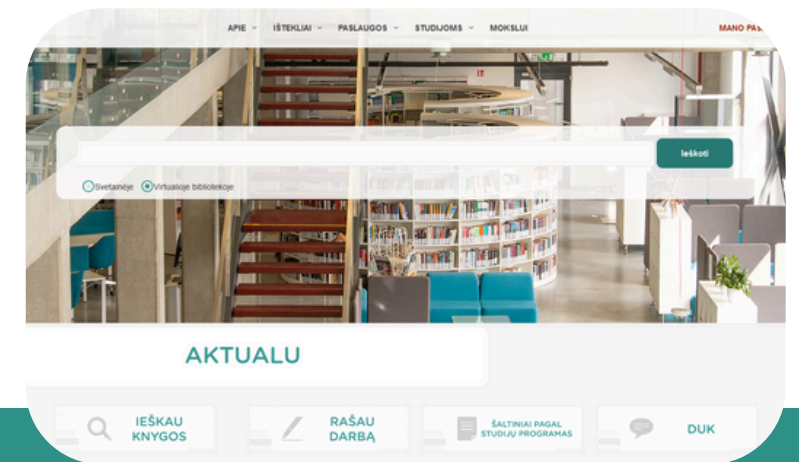 APIE IŠTEKLIAI PASLAUGOS STUDIJOMS MOKSLUI MANO
Ieškoti
Svetainėje Virtualioje bibliotekoje
AKTUALU
IEŠKAU
KNYGOS
RAŠAU
DARBĄ
ŠALTINIAI PAGAL
STUDIJŲ PROGRAMAS
DUK